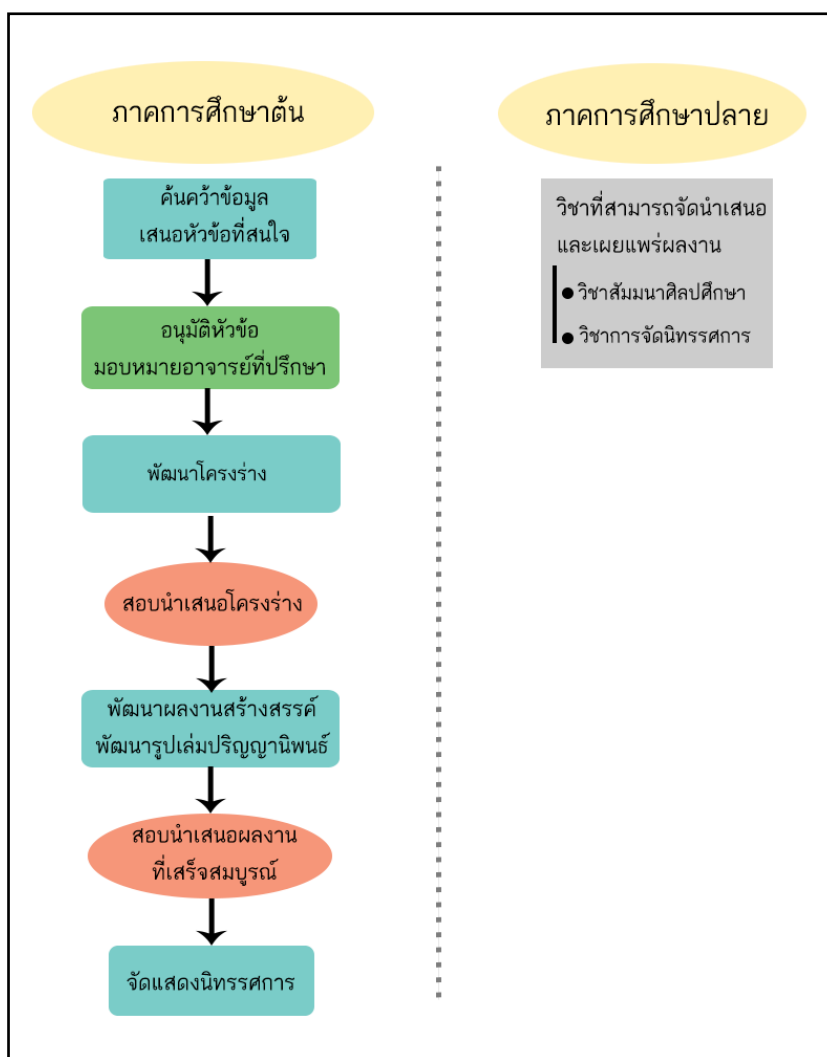 ภาคการศึกษาต้น
ค้นคว้าข้อมูล
เสนอหัวข้อที่สนใจ
อนุมัติหัวข้อ
มอบหมายอาจารย์ที่ปรึกษา
พัฒนาโครงร่าง
สอบนำเสนอโครงร่าง
พัฒนาผลงานสร้างสรรค์
พัฒนารูปเล่มปริญญานิพนธ์
สอบนำเสนอผลงาน
ที่เสร็จสมบูรณ์
จัดแสดงนิทรรศการ
ภาคการศึกษาปลาย
วิชาที่สามารถจัดนำเสนอ
และเผยแพร่ผลงาน
● วิชาสัมมนาศิลปศึกษา
● วิชาการจัดนิทรรศการ